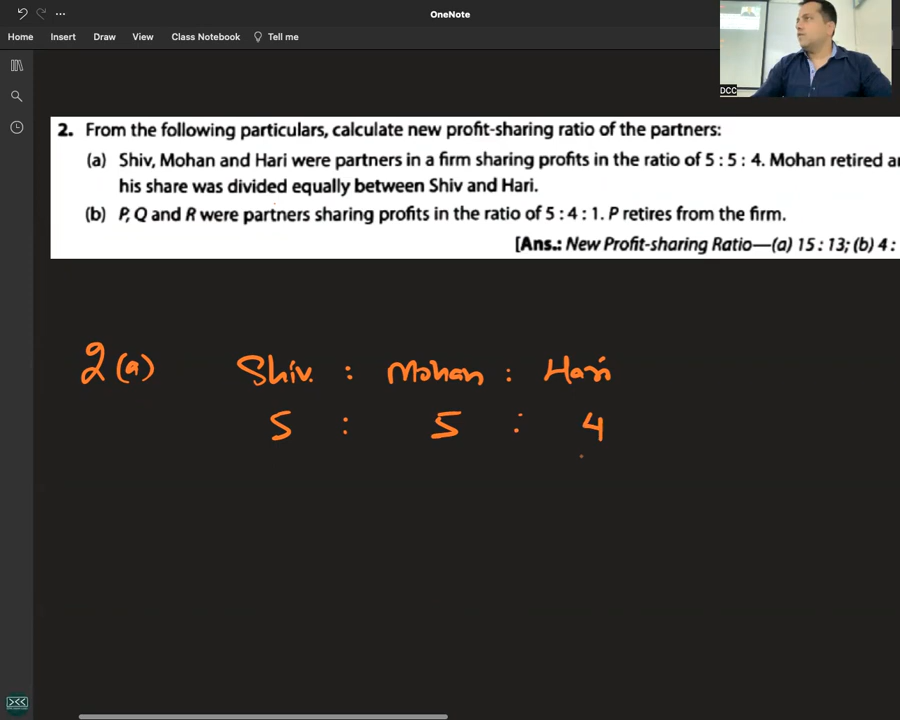 OneNote
Home Insert Draw View Class Notebook Tell me
DCC
2. From the following particulars, calculate new profit-sharing ratio of the partners:
(a) Shiv, Mohan and Hari were partners in a firm sharing profits in the ratio of 5 : 5 : 4. Mohan retired
his share was divided equally between Shiv and Hari.
(b) P, Q and R were partners sharing profits in the ratio of 5 : 4 : 1. P retires from the firm.
[Ans.: New Profit-sharing Ratio—(a) 15 : 13; (b) 4 :
2 (a) Shiv. : Mohan : Hari
5 : 5 : 4